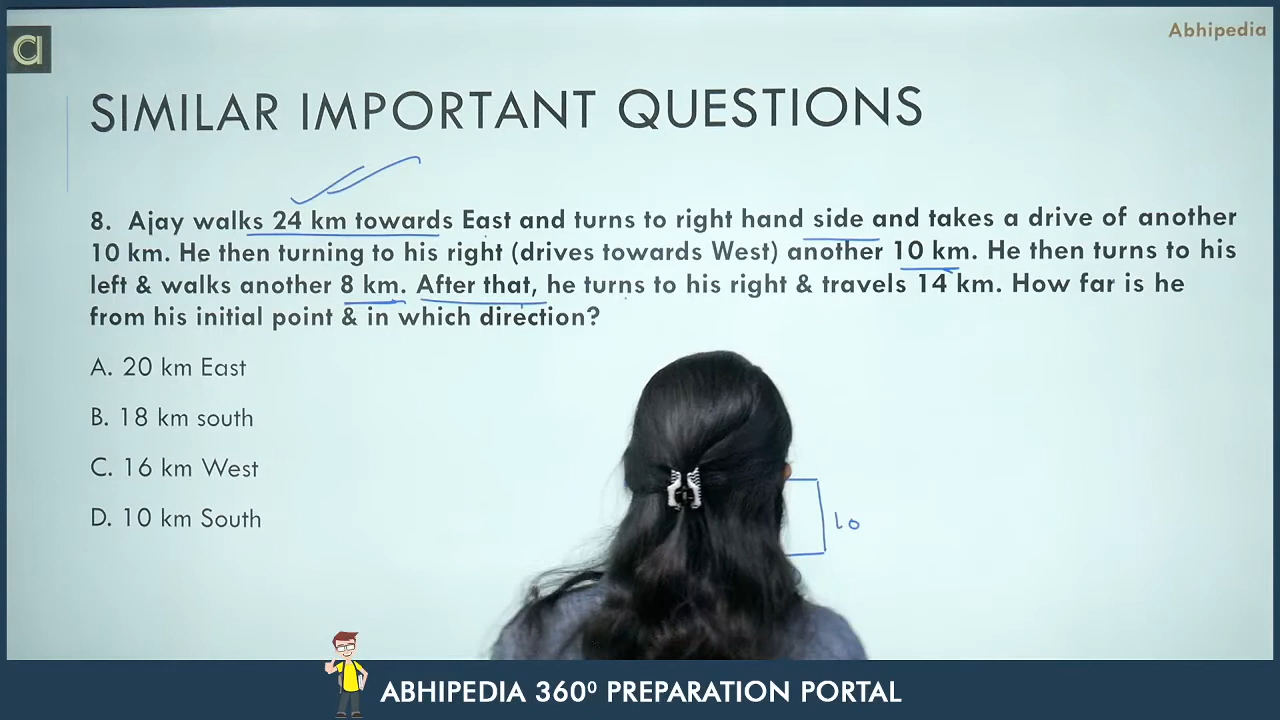 Abhipedia
a
SIMILAR IMPORTANT QUESTIONS
8. Ajay walks 24 km towards East and turns to right hand side and takes a drive of another
10 km. He then turning to his right (drives towards West) another 10 km. He then turns to his
left & walks another 8 km. After that, he turns to his right & travels 14 km. How far is he
from his initial point & in which direction?
A. 20 km East
B. 18 km south
C. 16 km West
D. 10 km South
10
ABHIPEDIA 360⁰ PREPARATION PORTAL